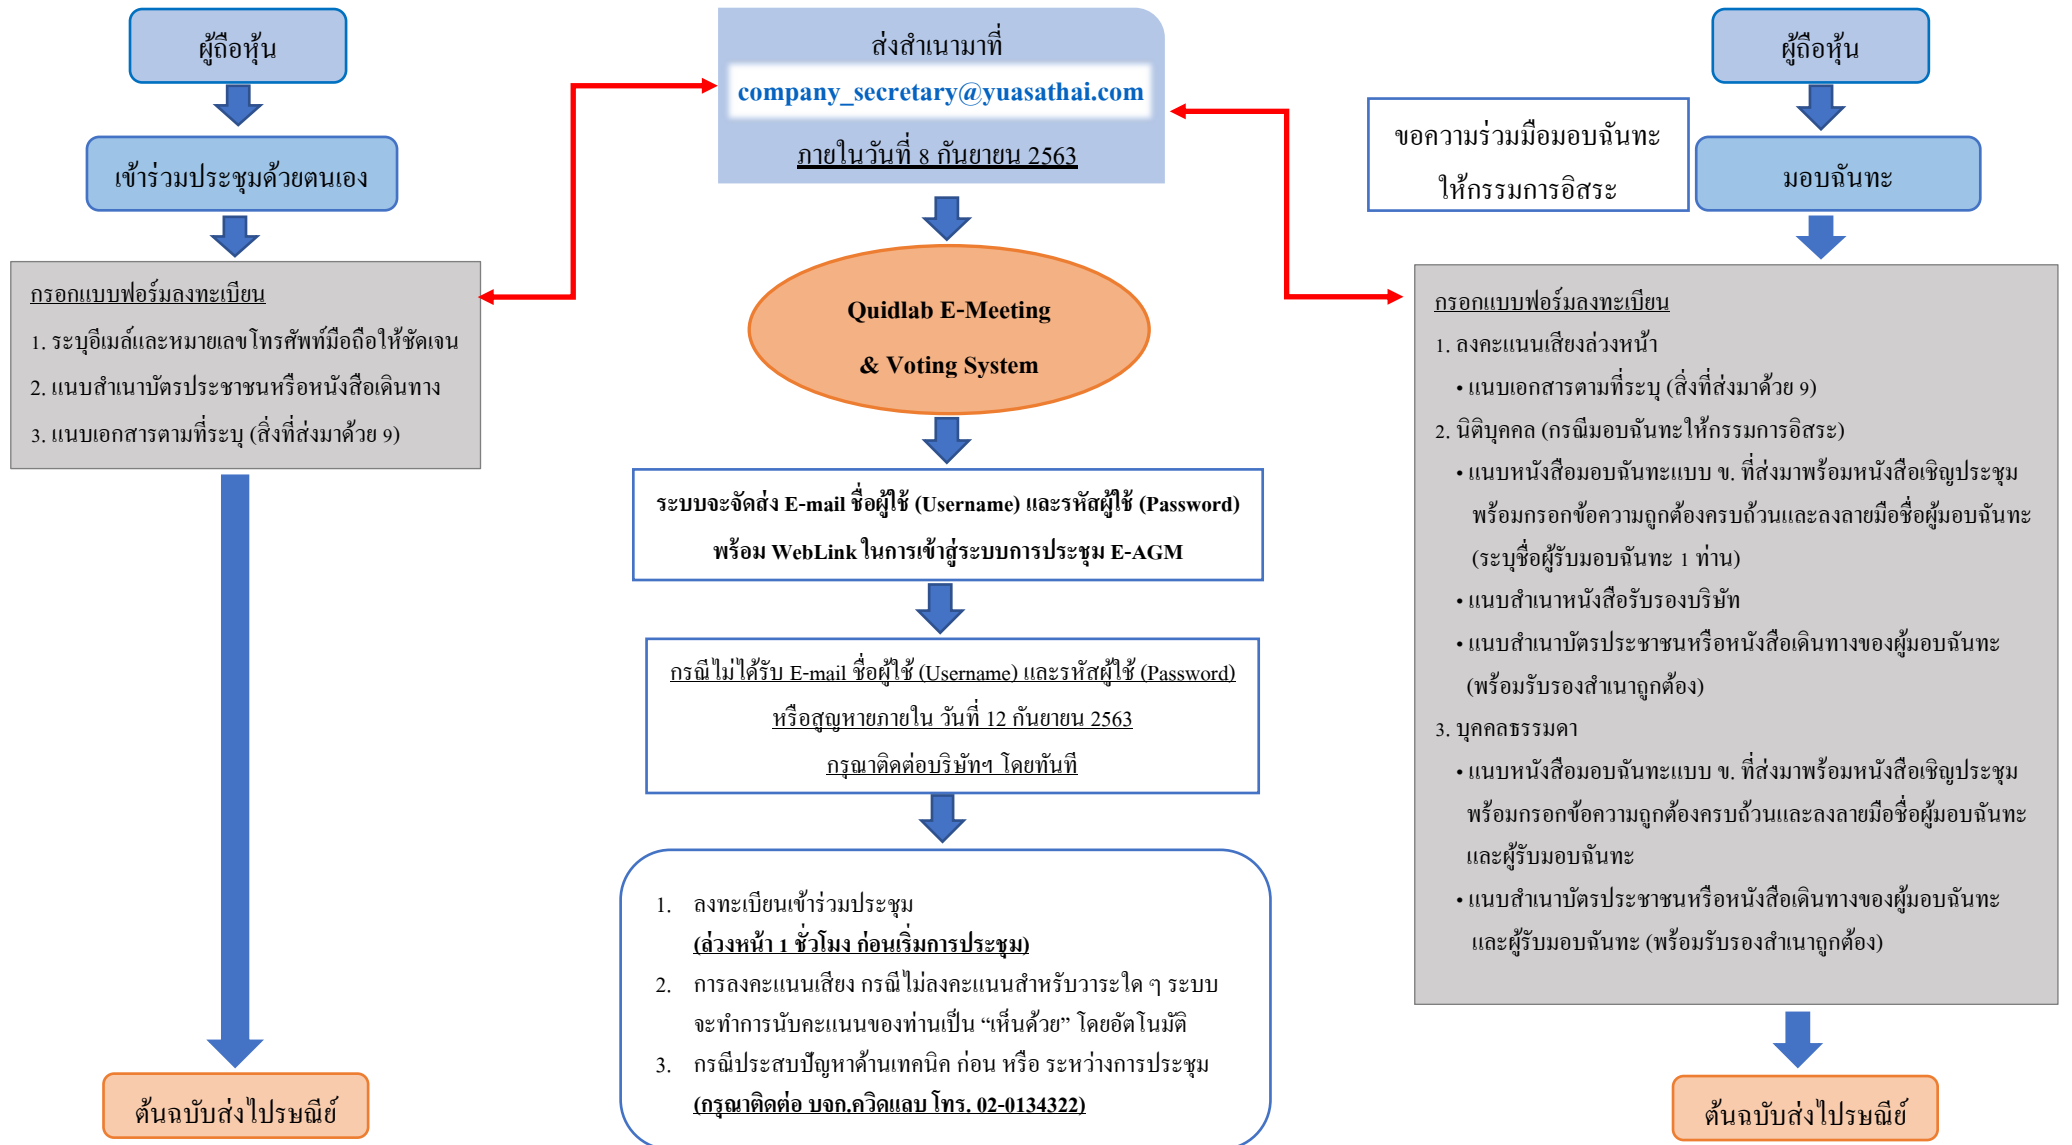 ผู้ถือหุ้น
เข้าร่วมประชุมด้วยตนเอง
กรอกแบบฟอร์มลงทะเบียน
1. ระบุอีเมล์และหมายเลขโทรศัพท์มือถือให้ชัดเจน
2. แนบสำเนาบัตรประชาชนหรือหนังสือเดินทาง
3. แนบเอกสารตามที่ระบุ (สิ่งที่ส่งมาด้วย 9)
ต้นฉบับส่งไปรษณีย์
ส่งสำเนามาที่
company_secretary@yuasathai.com
ภายในวันที่ 8 กันยายน 2563
Quidlab E-Meeting
& Voting System
ระบบจะจัดส่ง E-mail ชื่อผู้ใช้ (Username) และรหัสผู้ใช้ (Password)
พร้อม WebLink ในการเข้าสู่ระบบการประชุม E-AGM
กรณีไม่ได้รับ E-mail ชื่อผู้ใช้ (Username) และรหัสผู้ใช้ (Password)
หรือสูญหายภายใน วันที่ 12 กันยายน 2563
กรุณาติดต่อบริษัทฯ โดยทันที
1. ลงทะเบียนเข้าร่วมประชุม
(ล่วงหน้า 1 ชั่วโมง ก่อนเริ่มการประชุม)
2. การลงคะแนนเสียง กรณีไม่ลงคะแนนสำหรับวาระใด ๆ ระบบ
จะทำการนับคะแนนของท่านเป็น “เห็นด้วย” โดยอัตโนมัติ
3. กรณีประสบปัญหาด้านเทคนิค ก่อน หรือ ระหว่างการประชุม
(กรุณาติดต่อ บจก.ควิดแลบ โทร. 02-0134322)
ผู้ถือหุ้น
ขอความร่วมมือมอบฉันทะ
ให้กรรมการอิสระ
มอบฉันทะ
กรอกแบบฟอร์มลงทะเบียน
1. ลงคะแนนเสียงล่วงหน้า
• แนบเอกสารตามที่ระบุ (สิ่งที่ส่งมาด้วย 9)
2. นิติบุคคล (กรณีมอบฉันทะให้กรรมการอิสระ)
• แนบหนังสือมอบฉันทะแบบ ข. ที่ส่งมาพร้อมหนังสือเชิญประชุม
พร้อมกรอกข้อความถูกต้องครบถ้วนและลงลายมือชื่อผู้มอบฉันทะ
(ระบุชื่อผู้รับมอบฉันทะ 1 ท่าน)
• แนบสำเนาหนังสือรับรองบริษัท
• แนบสำเนาบัตรประชาชนหรือหนังสือเดินทางของผู้มอบฉันทะ
(พร้อมรับรองสำเนาถูกต้อง)
3. บุคคลธรรมดา
• แนบหนังสือมอบฉันทะแบบ ข. ที่ส่งมาพร้อมหนังสือเชิญประชุม
พร้อมกรอกข้อความถูกต้องครบถ้วนและลงลายมือชื่อผู้มอบฉันทะ
และผู้รับมอบฉันทะ
• แนบสำเนาบัตรประชาชนหรือหนังสือเดินทางของผู้มอบฉันทะ
และผู้รับมอบฉันทะ (พร้อมรับรองสำเนาถูกต้อง)
ต้นฉบับส่งไปรษณีย์